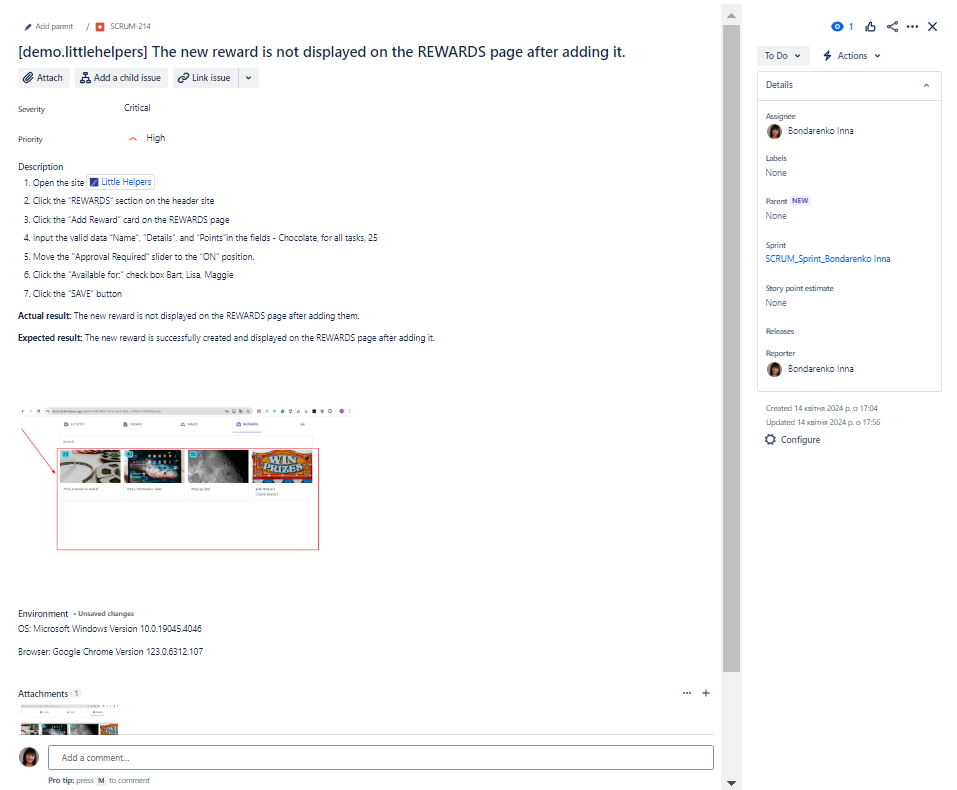 Add parent / SCRUM-214
1
[demo.littlehelpers] The new reward is not displayed on the REWARDS page after adding it.
Attach Add a child issue Link issue
To Do Actions
Severity Critical
Priority High
Description
1. Open the site Little Helpers
2. Click the “REWARDS” section on the header site
3. Click the “Add Reward” card on the REWARDS page
4. Input the valid data “Name”, “Details”, and “Points”in the fields - Chocolate, for all tasks, 25
5. Move the “Approval Required” slider to the “ON” position.
6. Click the “Available for:” check box Bart, Lisa, Maggie
7. Click the “SAVE” button
Actual result: The new reward is not displayed on the REWARDS page after adding them.
Expected result: The new reward is successfully created and displayed on the REWARDS page after adding it.
REWARDS
Search
WIN
PRIZES
Add Reward
Environment • Unsaved changes
OS: Microsoft Windows Version 10.0.19045.4046
Browser: Google Chrome Version 123.0.6312.107
Attachments 1
Add a comment...
Pro tip: press M to comment
Details
Assignee
Bondarenko Inna
Labels
None
Parent NEW
None
Sprint
SCRUM_Sprint_Bondarenko Inna
Story point estimate
None
Releases
Reporter
Bondarenko Inna
Created 14 квітня 2024 р. о 17:04
Updated 14 квітня 2024 р. о 17:56
Configure